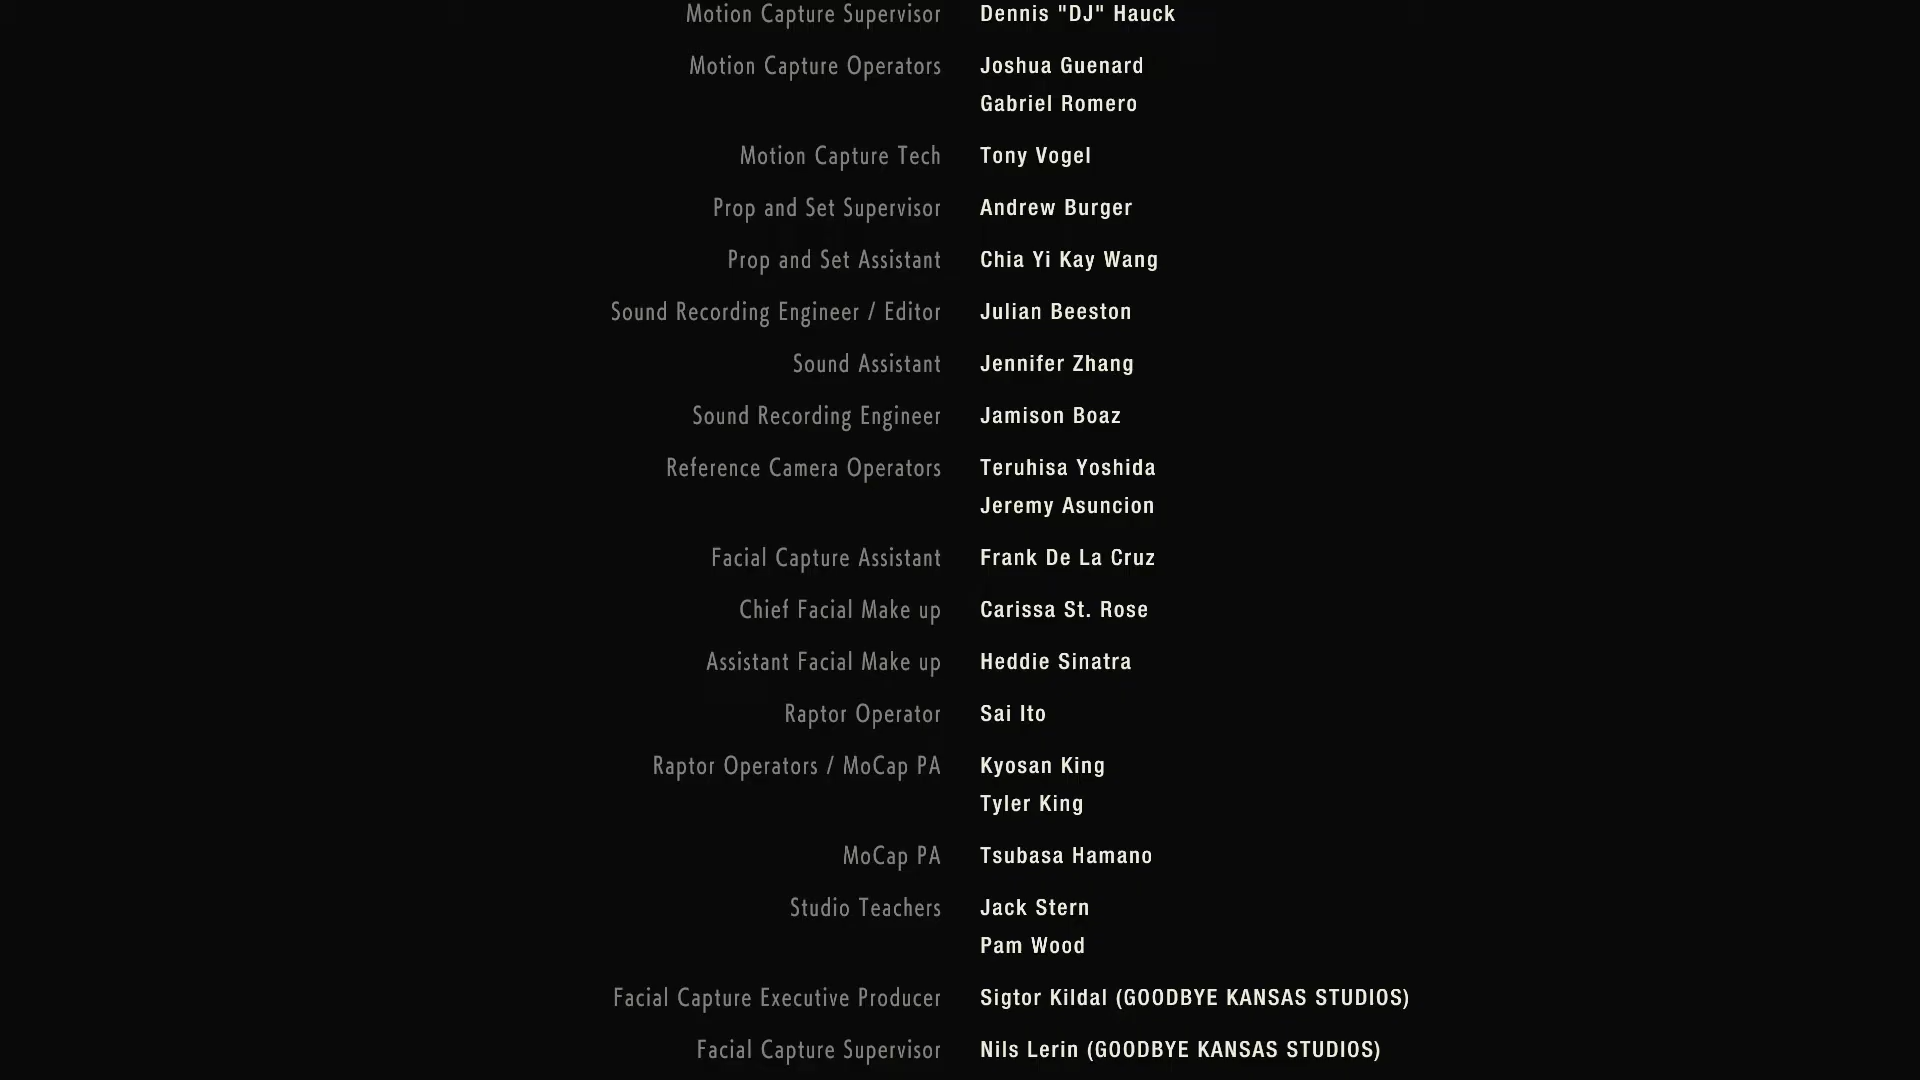 Motion Capture Supervisor Dennis "DJ" Hauck
Motion Capture Operators Joshua Guenard
Gabriel Romero
Motion Capture Tech Tony Vogel
Prop and Set Supervisor Andrew Burger
Prop and Set Assistant Chia Yi Kay Wang
Sound Recording Engineer / Editor Julian Beeston
Sound Assistant Jennifer Zhang
Sound Recording Engineer Jamison Boaz
Reference Camera Operators Teruhisa Yoshida
Jeremy Asuncion
Facial Capture Assistant Frank De La Cruz
Chief Facial Make up Carissa St. Rose
Assistant Facial Make up Heddie Sinatra
Raptor Operator Sai Ito
Raptor Operators / MoCap PA Kyosan King
Tyler King
MoCap PA Tsubasa Hamano
Studio Teachers Jack Stern
Pam Wood
Facial Capture Executive Producer Sigtor Kildal (GOODBYE KANSAS STUDIOS)
Facial Capture Supervisor Nils Lerin (GOODBYE KANSAS STUDIOS)